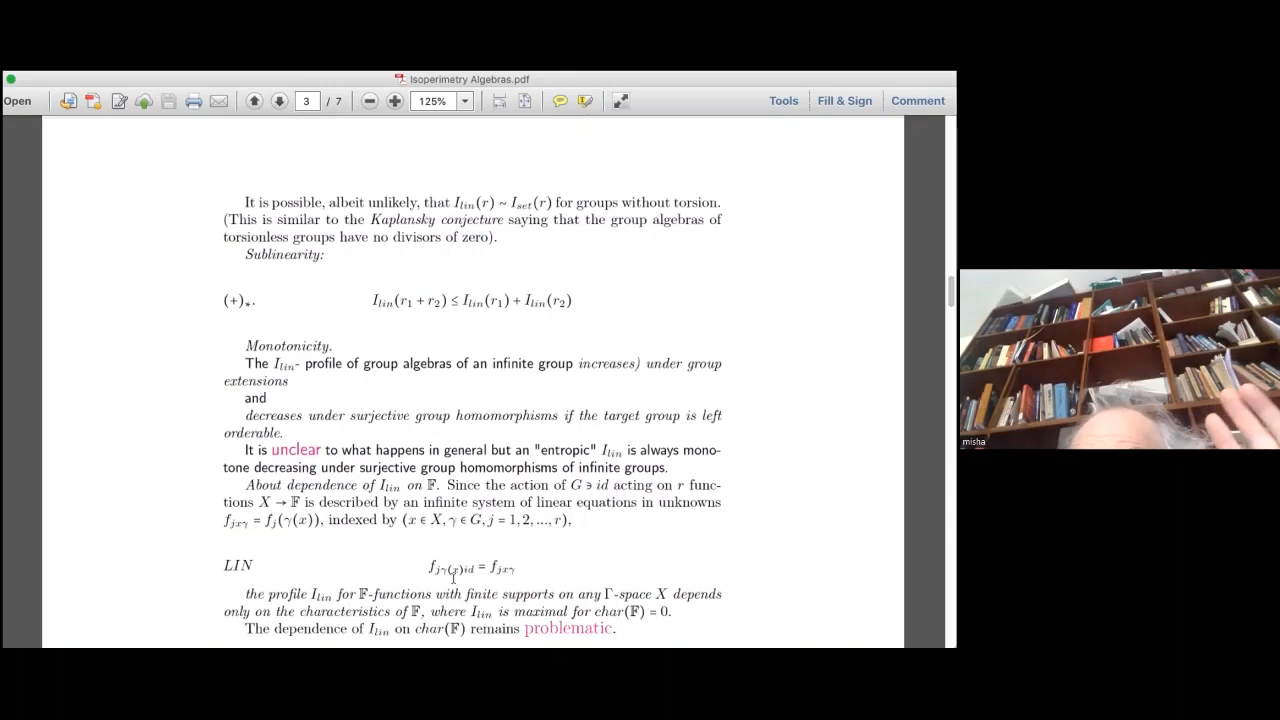 Isoperimetry Algebras.pdf
Open 3 / 7 125% Tools Fill & Sign Comment
It is possible, albeit unlikely, that I_lin(r) ~ I_set(r) for groups without torsion.
(This is similar to the Kaplansky conjecture saying that the group algebras of
torsionless groups have no divisors of zero).
Sublinearity:
(+)_*. I_lin(r₁ + r₂) ≤ I_lin(r₁) + I_lin(r₂)
Monotonicity.
The I_lin- profile of group algebras of an infinite group increases) under group
extensions
and
decreases under surjective group homomorphisms if the target group is left
orderable.
It is unclear to what happens in general but an "entropic" I_lin is always mono-
tone decreasing under surjective group homomorphisms of infinite groups.
About dependence of I_lin on 𝔽. Since the action of G ∋ id acting on r func-
tions X → 𝔽 is described by an infinite system of linear equations in unknowns
f_jxγ = f_j(γ(x)), indexed by (x ∈ X, γ ∈ G, j = 1, 2, ..., r),
LIN f_jγ(x)id = f_jxγ
the profile I_lin for 𝔽-functions with finite supports on any Γ-space X depends
only on the characteristics of 𝔽, where I_lin is maximal for char(𝔽) = 0.
The dependence of I_lin on char(𝔽) remains problematic.
misha